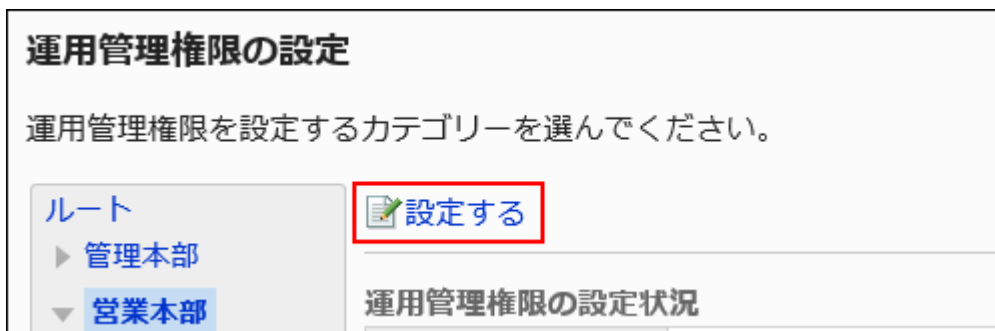 運用管理権限の設定
運用管理権限を設定するカテゴリーを選んでください。
ルート
管理本部
営業本部
設定する
運用管理権限の設定状況